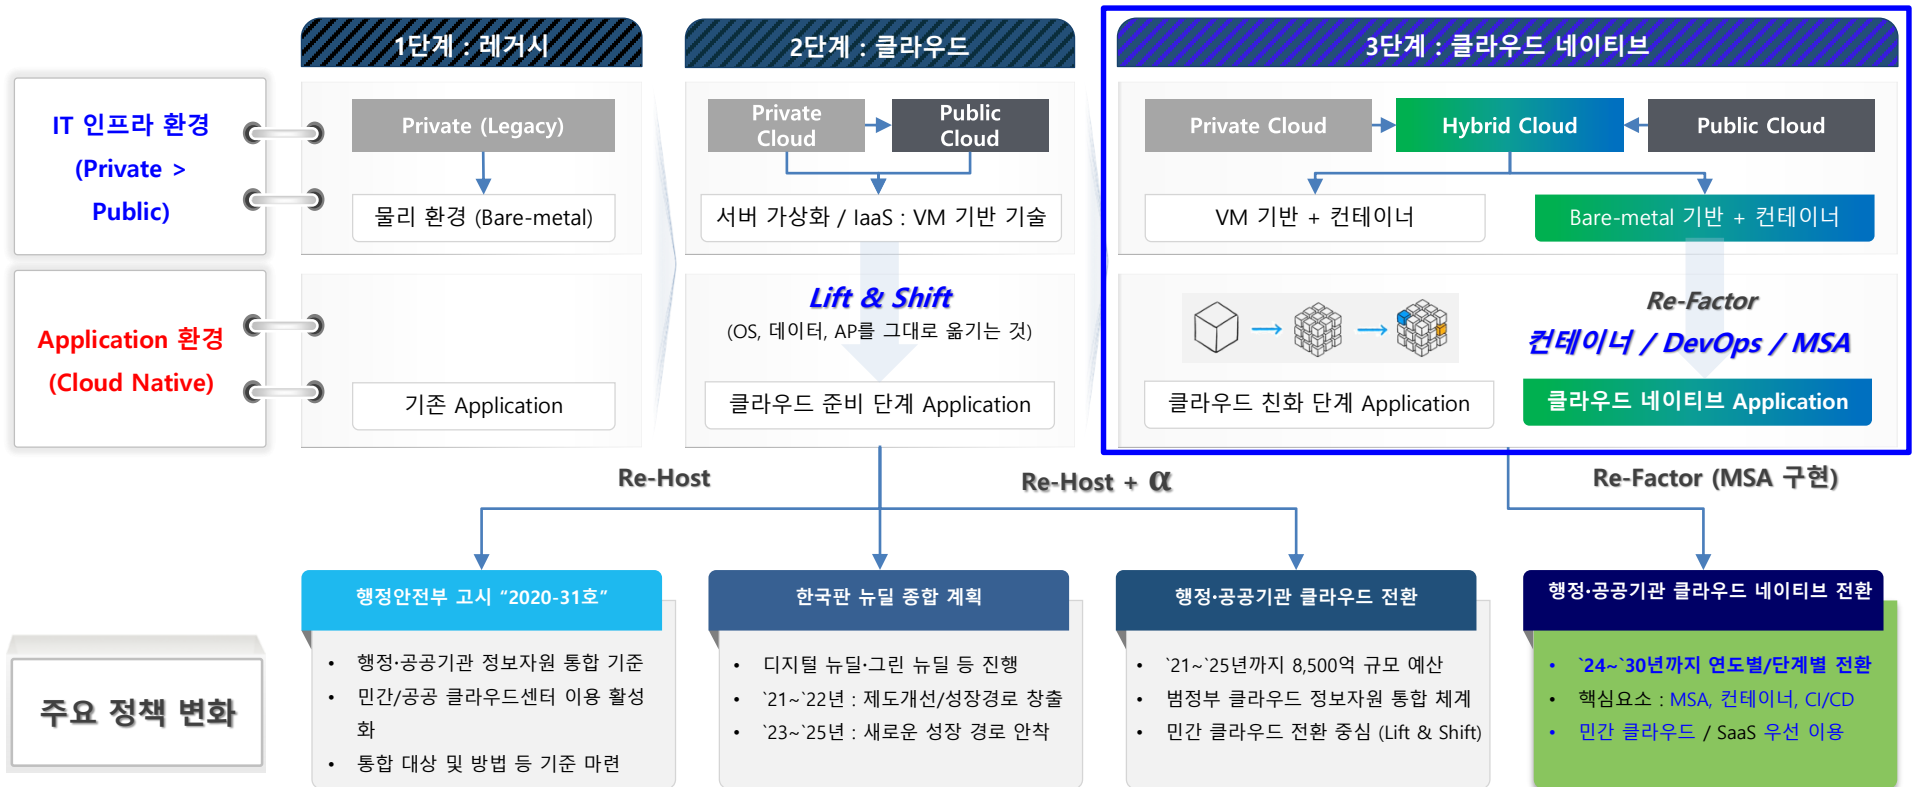 1단계 : 레거시
2단계 : 클라우드
3단계 : 클라우드 네이티브
IT 인프라 환경
(Private >
Public)
Private (Legacy)
물리 환경 (Bare-metal)
Private
Cloud
Public
Cloud
서버 가상화 / IaaS : VM 기반 기술
Private Cloud
Hybrid Cloud
Public Cloud
VM 기반 + 컨테이너
Bare-metal 기반 + 컨테이너
Application 환경
(Cloud Native)
기존 Application
Lift & Shift
(OS, 데이터, AP를 그대로 옮기는 것)
클라우드 준비 단계 Application
클라우드 친화 단계 Application
Re-Factor
컨테이너 / DevOps / MSA
클라우드 네이티브 Application
Re-Host
Re-Host + α
Re-Factor (MSA 구현)
주요 정책 변화
행정안전부 고시 “2020-31호”
• 행정·공공기관 정보자원 통합 기준
• 민간/공공 클라우드센터 이용 활성
화
• 통합 대상 및 방법 등 기준 마련
한국판 뉴딜 종합 계획
• 디지털 뉴딜·그린 뉴딜 등 진행
• `21~`22년 : 제도개선/성장경로 창출
• `23~`25년 : 새로운 성장 경로 안착
행정·공공기관 클라우드 전환
• `21~`25년까지 8,500억 규모 예산
• 범정부 클라우드 정보자원 통합 체계
• 민간 클라우드 전환 중심 (Lift & Shift)
행정·공공기관 클라우드 네이티브 전환
• `24~`30년까지 연도별/단계별 전환
• 핵심요소 : MSA, 컨테이너, CI/CD
• 민간 클라우드 / SaaS 우선 이용